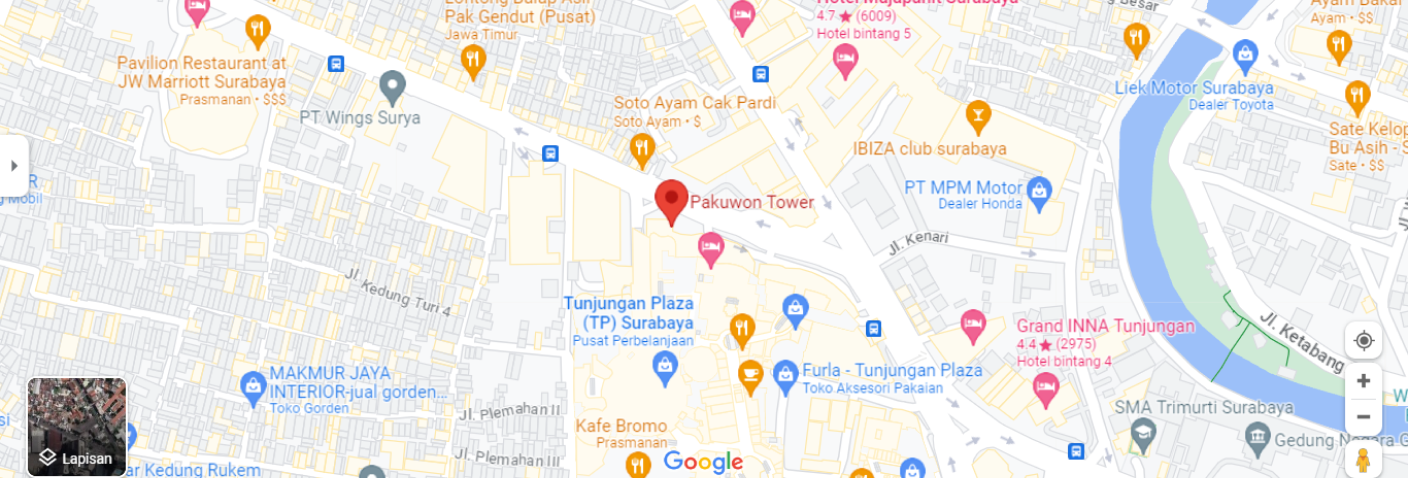 Lontong Balap Asli
Pak Gendut (Pusat)
Jawa Timur
Hotel Majapahit Surabaya
4.7 ★ (6009)
Hotel bintang 5
Besar
Ayam Bakar
Ayam • $$
Pavilion Restaurant at
JW Marriott Surabaya
Prasmanan • $$$
PT Wings Surya
Soto Ayam Cak Pardi
Soto Ayam • $
Liek Motor Surabaya
Dealer Toyota
IBIZA club surabaya
Sate Kelop
Bu Asih - S
Sate • $$
R
g Mobil
PT MPM Motor
Dealer Honda
Pakuwon Tower
Jl. Kenari
Jl. Kedung Turi 4
Tunjungan Plaza
(TP) Surabaya
Pusat Perbelanjaan
Grand INNA Tunjungan
4.4 ★ (2975)
Hotel bintang 4
Jl. Ketabang
MAKMUR JAYA
INTERIOR-jual gorden...
Toko Gorden
Furla - Tunjungan Plaza
Toko Aksesori Pakaian
Jl. Plemahan II
SMA Trimurti Surabaya
Kafe Bromo
Prasmanan
Gedung Negara G
si
Jl. Plemahan III
Lapisan
ar Kedung Rukem
Google